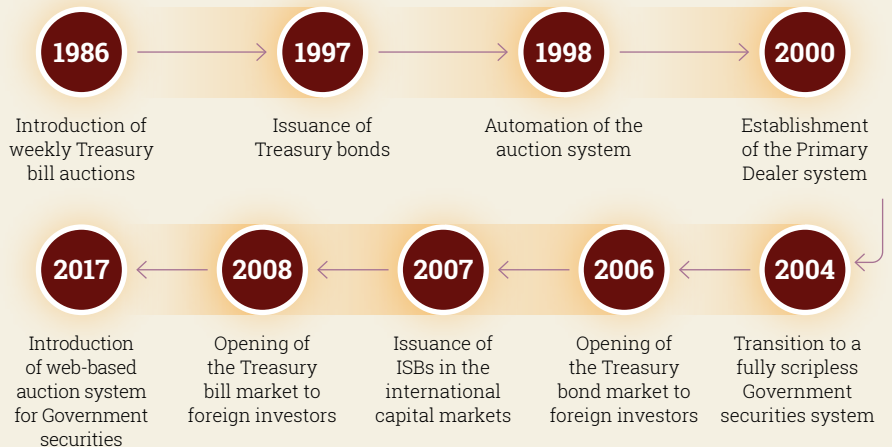 1986
Introduction of
weekly Treasury
bill auctions
1997
Issuance of
Treasury bonds
1998
Automation of the
auction system
2000
Establishment
of the Primary
Dealer system
2004
Transition to a
fully scripless
Government
securities system
2006
Opening of
the Treasury
bond market to
foreign investors
2007
Issuance of
ISBs in the
international
capital markets
2008
Opening of
the Treasury
bill market to
foreign investors
2017
Introduction
of web-based
auction system
for Government
securities